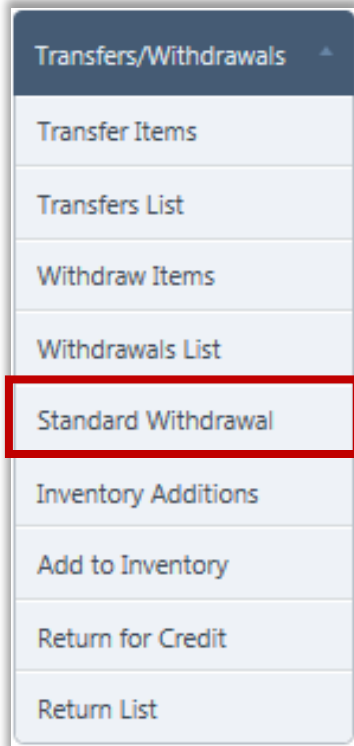 Transfers/Withdrawals
Transfer Items
Transfers List
Withdraw Items
Withdrawals List
Standard Withdrawal
Inventory Additions
Add to Inventory
Return for Credit
Return List